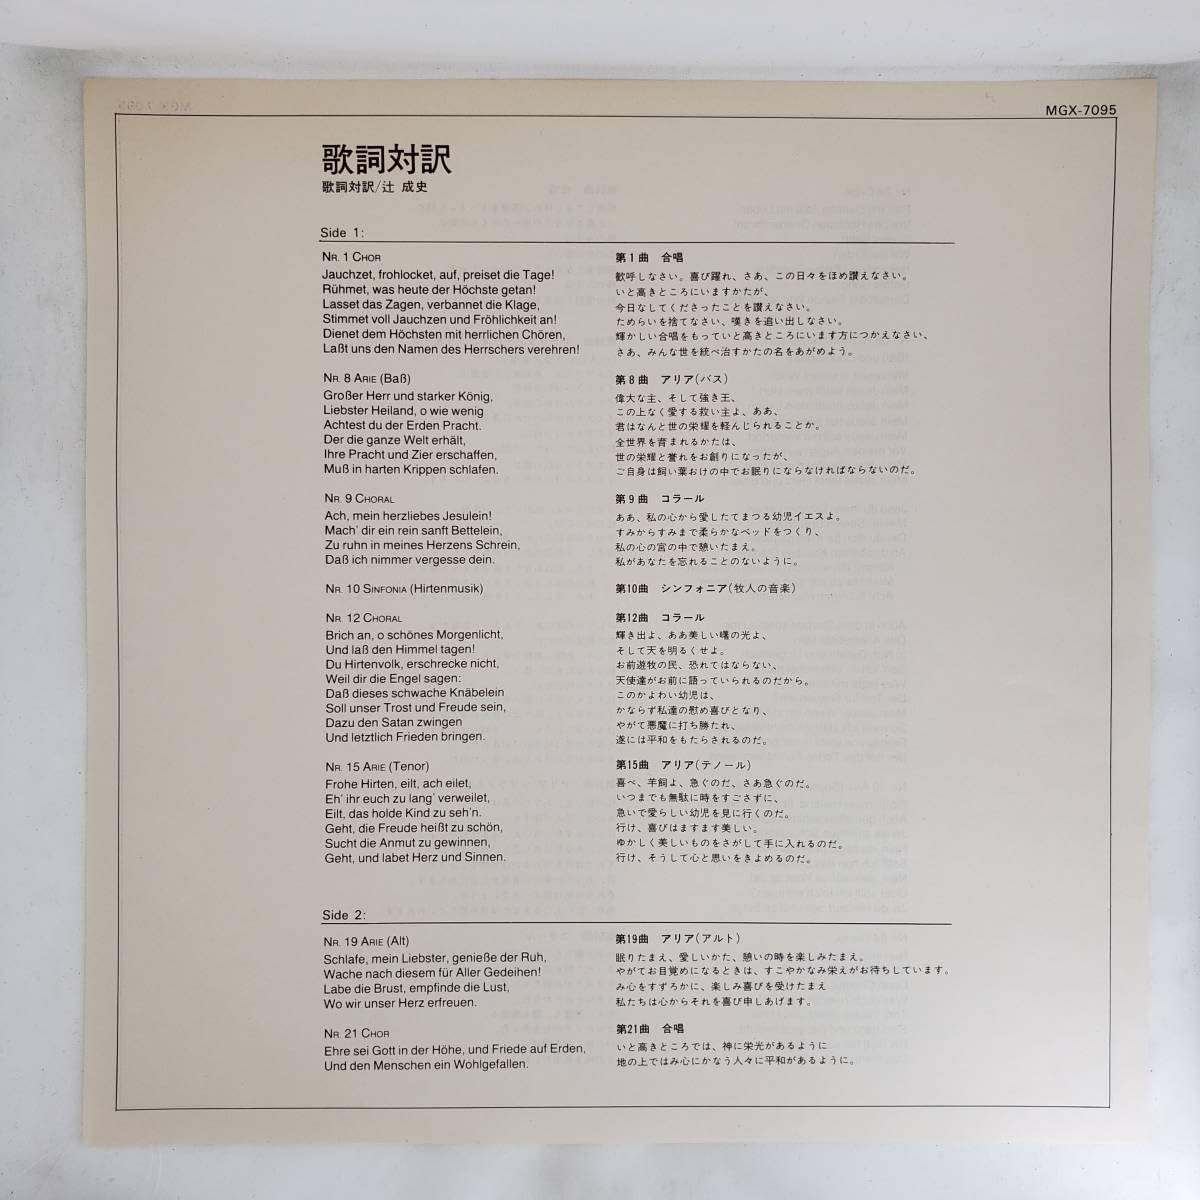 MGX-7095
歌詞対訳
歌詞対訳/辻 成史
Side 1:
NR. 1 CHOR
Jauchzet, frohlocket, auf, preiset die Tage!
Rühmet, was heute der Höchste getan!
Lasset das Zagen, verbannet die Klage,
Stimmet voll Jauchzen und Fröhlichkeit an!
Dienet dem Höchsten mit herrlichen Chören,
Laßt uns den Namen des Herrschers verehren!
第1曲 合唱
歓呼しなさい。喜び躍れ、さあ、この日々をほめ讃えなさい。
いと高きところにいますかたが、
今日なしてくださったことを讃えなさい。
ためらいを捨てなさい、嘆きを追い出しなさい。
輝かしい合唱をもっていと高きところにいます方につかえなさい、
さあ、みんな世を統べ治すかたの名をあがめよう。
NR. 8 ARIE (Baß)
Großer Herr und starker König,
Liebster Heiland, o wie wenig
Achtest du der Erden Pracht.
Der die ganze Welt erhält,
Ihre Pracht und Zier erschaffen,
Muß in harten Krippen schlafen.
第8曲 アリア(バス)
偉大な主、そして強き王、
この上なく愛する救い主よ、ああ、
君はなんと世の栄耀を軽んじられることか。
全世界を育まれるかたは、
世の栄耀と誉れをお創りになったが、
ご自身は飼い葉おけの中でお眠りにならなければならないのだ。
NR. 9 CHORAL
Ach, mein herzliebes Jesulein!
Mach' dir ein rein sanft Bettelein,
Zu ruhn in meines Herzens Schrein,
Daß ich nimmer vergesse dein.
第9曲 コラール
ああ、私の心から愛したてまつる幼児イエスよ。
すみからすみまで柔らかなベッドをつくり、
私の心の宮の中で憩いたまえ。
私があなたを忘れることのないように。
NR. 10 SINFONIA (Hirtenmusik)
第10曲 シンフォニア(牧人の音楽)
NR. 12 CHORAL
Brich an, o schönes Morgenlicht,
Und laß den Himmel tagen!
Du Hirtenvolk, erschrecke nicht,
Weil dir die Engel sagen:
Daß dieses schwache Knäbelein
Soll unser Trost und Freude sein,
Dazu den Satan zwingen
Und letztlich Frieden bringen.
第12曲 コラール
輝き出よ、ああ美しい曙の光よ、
そして天を明るくせよ。
お前遊牧の民、恐れてはならない、
天使達がお前に語っていられるのだから。
このかよわい幼児は、
かならず私達の慰め喜びとなり、
やがて悪魔に打ち勝たれ、
遂には平和をもたらされるのだ。
NR. 15 ARIE (Tenor)
Frohe Hirten, eilt, ach eilet,
Eh' ihr euch zu lang' verweilet,
Eilt, das holde Kind zu seh'n.
Geht, die Freude heißt zu schön,
Sucht die Anmut zu gewinnen,
Geht, und labet Herz und Sinnen.
第15曲 アリア(テノール)
喜べ、羊飼よ、急ぐのだ、さあ急ぐのだ。
いつまでも無駄に時をすごさずに、
急いで愛らしい幼児を見に行くのだ。
行け、喜びはますます美しい。
ゆかしく美しいものをさがして手に入れるのだ。
行け、そうして心と思いをきよめるのだ。
Side 2:
NR. 19 ARIE (Alt)
Schlafe, mein Liebster, genieße der Ruh,
Wache nach diesem für Aller Gedeihen!
Labe die Brust, empfinde die Lust,
Wo wir unser Herz erfreuen.
第19曲 アリア(アルト)
眠りたまえ、愛しいかた、憩いの時を楽しみたまえ。
やがてお目覚めになるときは、すこやかなみ栄えがお待ちしています。
み心をすずろかに、楽しみ喜びを受けたまえ
私たちは心からそれを喜び申しあげます。
NR. 21 CHOR
Ehre sei Gott in der Höhe, und Friede auf Erden,
Und den Menschen ein Wohlgefallen.
第21曲 合唱
いと高きところでは、神に栄光があるように
地の上ではみ心にかなう人々に平和があるように。